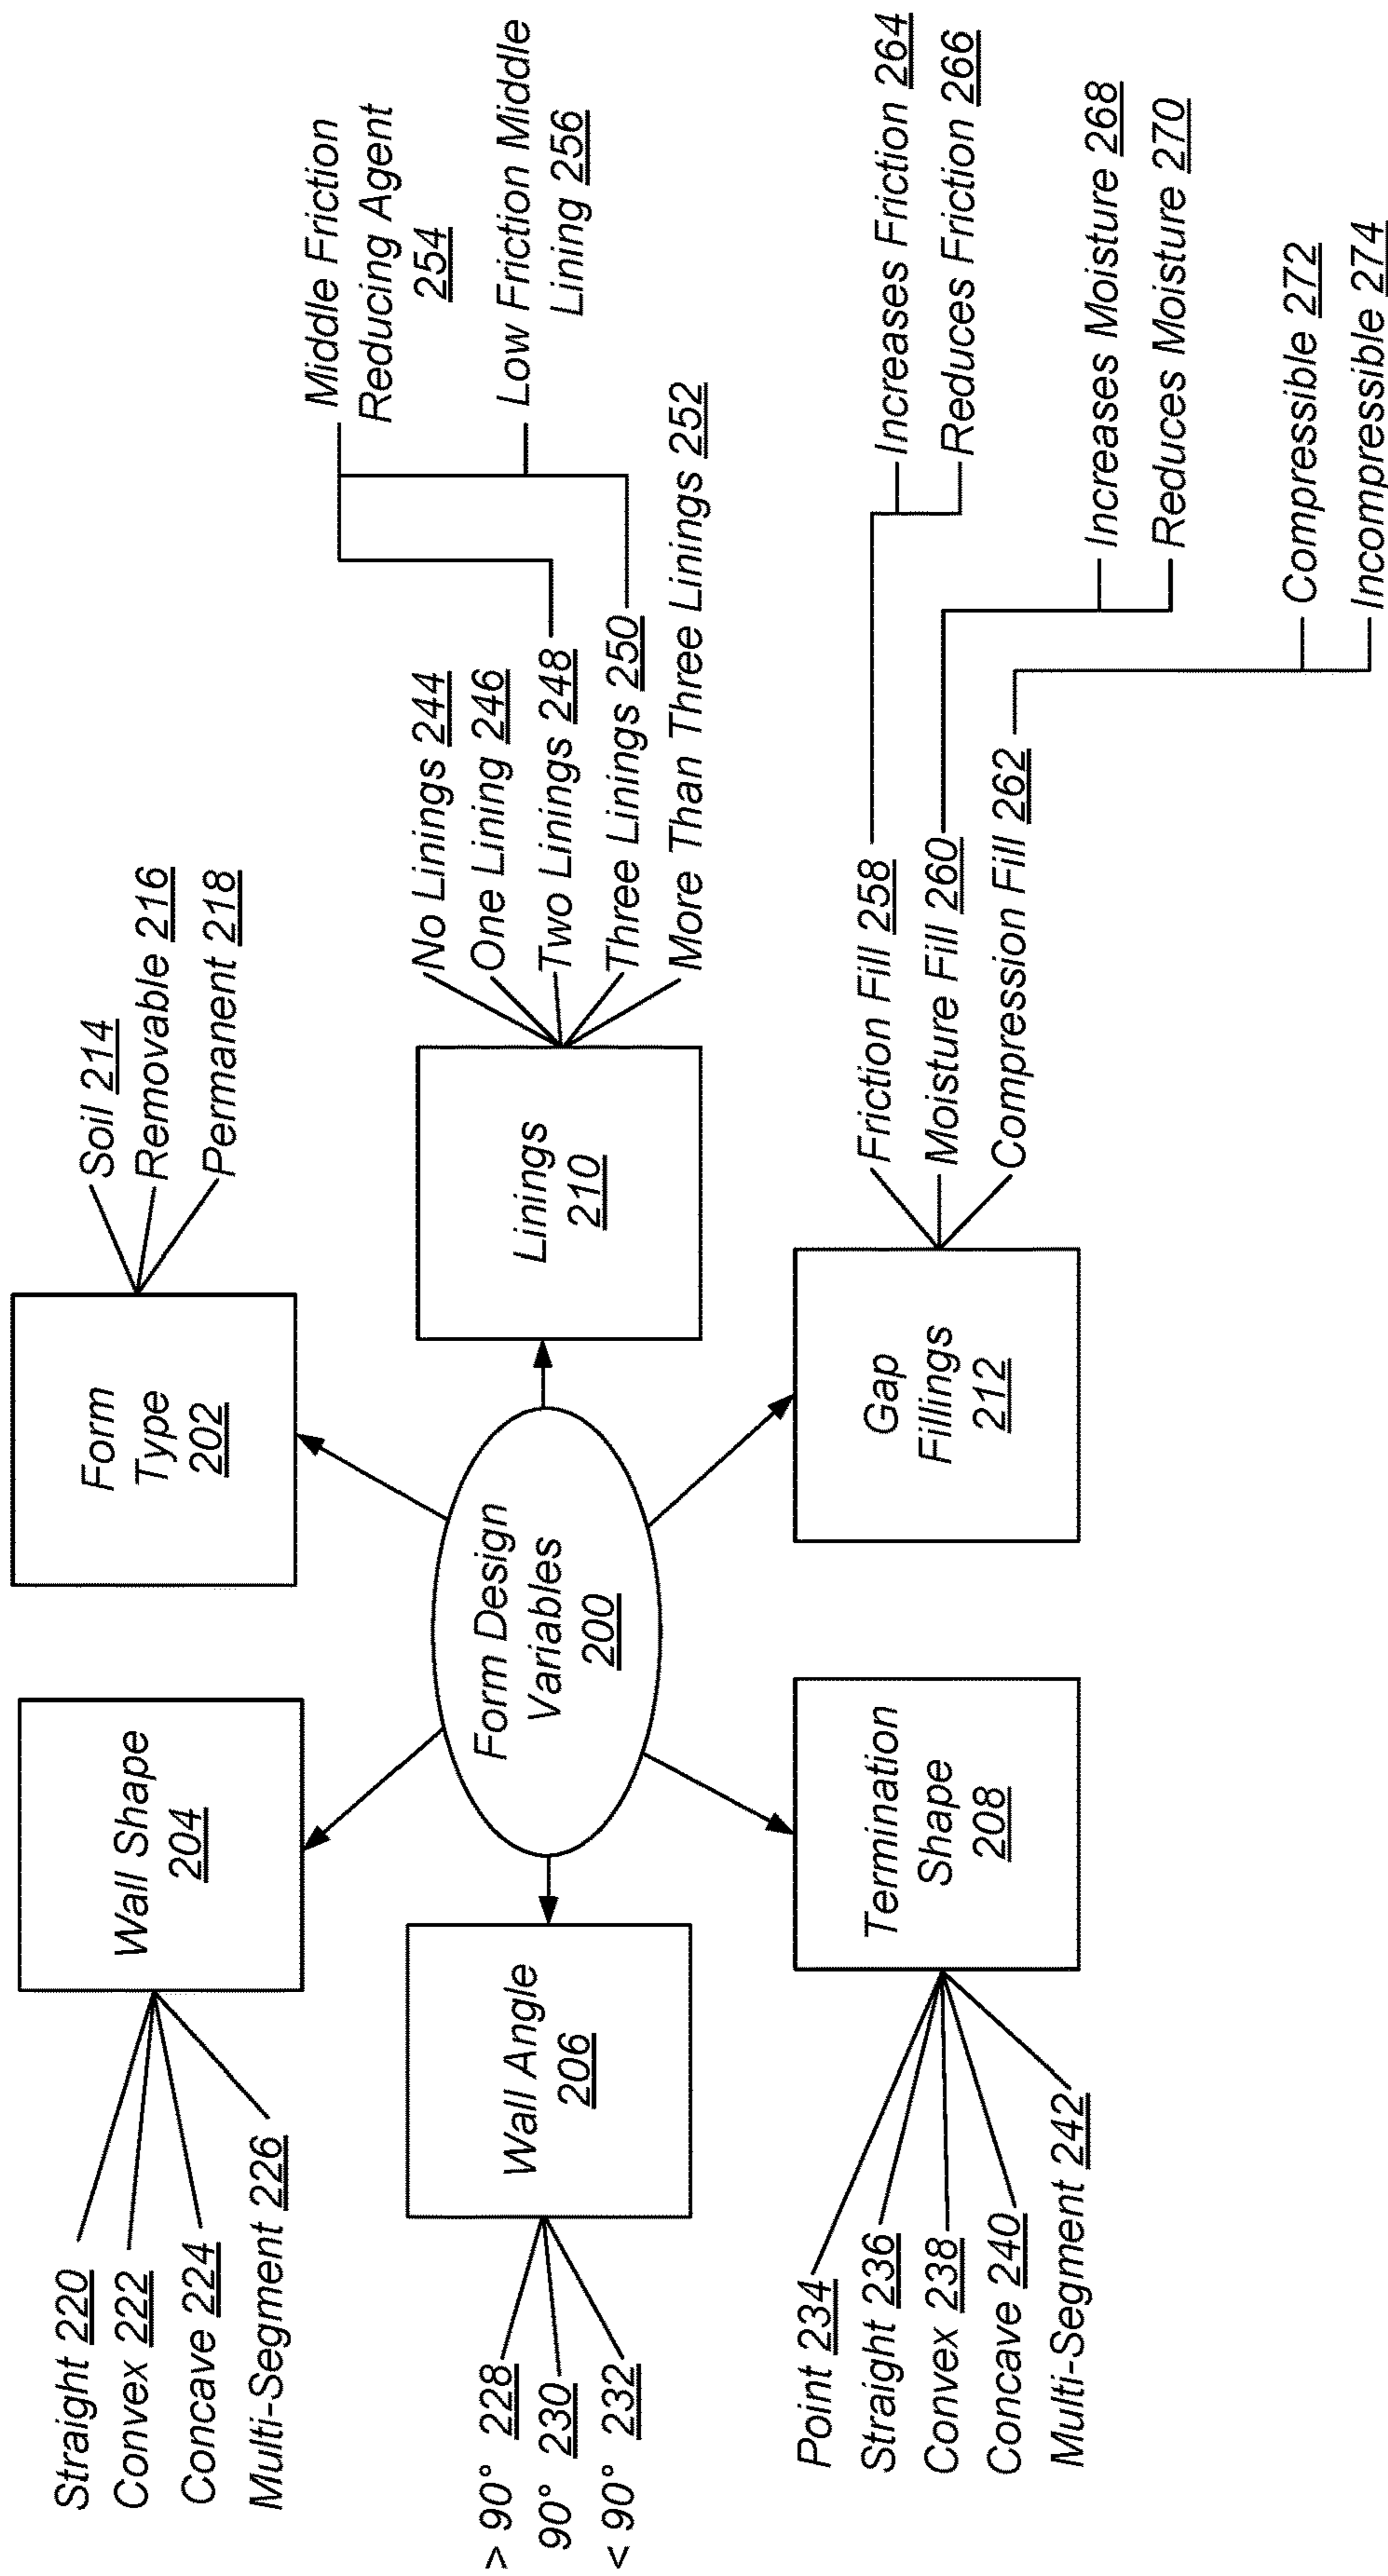 Straight 220
Convex 222
Concave 224
Multi-Segment 226
Wall Shape
204
Form
Type
202
Soil 214
Removable 216
Permanent 218
> 90° 228
90° 230
< 90° 232
Wall Angle
206
Form Design
Variables
200
Linings
210
No Linings 244
One Lining 246
Two Linings 248
Three Linings 250
More Than Three Linings 252
Middle Friction
Reducing Agent
254
Low Friction Middle
Lining 256
Point 234
Straight 236
Convex 238
Concave 240
Multi-Segment 242
Termination
Shape
208
Gap
Fillings
212
Friction Fill 258
Moisture Fill 260
Compression Fill 262
Increases Friction 264
Reduces Friction 266
Increases Moisture 268
Reduces Moisture 270
Compressible 272
Incompressible 274